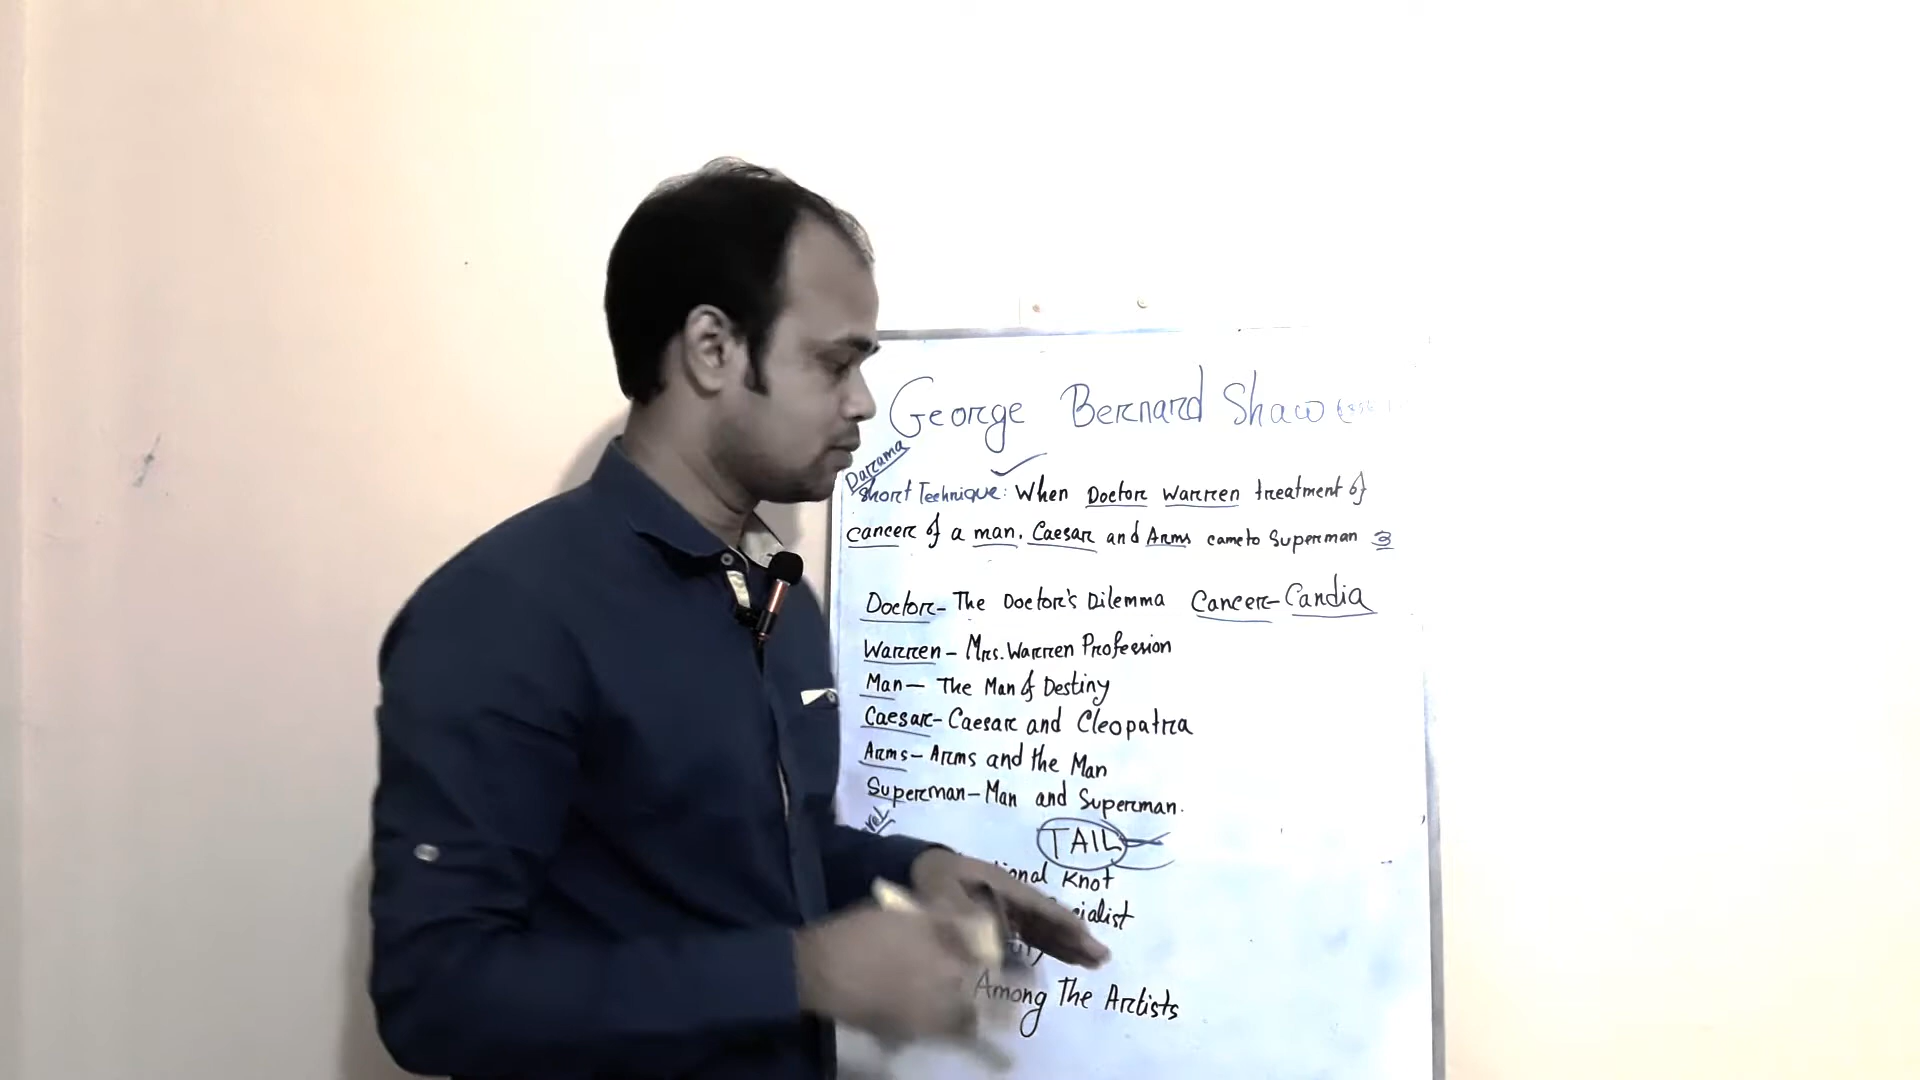 George Bernard Shaw
Darama
Short Technique: When Doctor Warren treatment of
cancer of a man. Caesar and Arms came to Superman
Doctor- The Doctor's Dilemma Cancer- Candia
Warren - Mrs. Warren Profession
Man- The Man of Destiny
Caesar- Caesar and Cleopatra
Arms- Arms and the Man
Superman- Man and Superman.
TAIL
Knot
Among The Artists